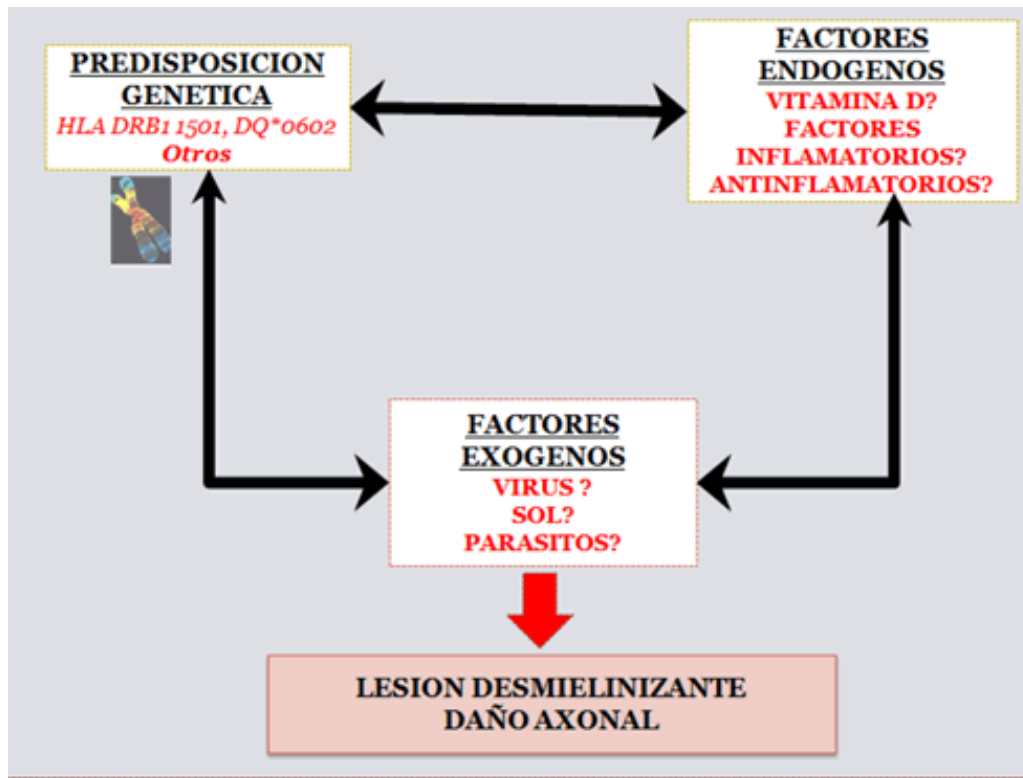 PREDISPOSICION
GENETICA
HLA DRB1 1501, DQ*0602
Otros
FACTORES
ENDOGENOS
VITAMINA D?
FACTORES
INFLAMATORIOS?
ANTINFLAMATORIOS?
FACTORES
EXOGENOS
VIRUS ?
SOL?
PARASITOS?
LESION DESMIELINIZANTE
DAÑO AXONAL